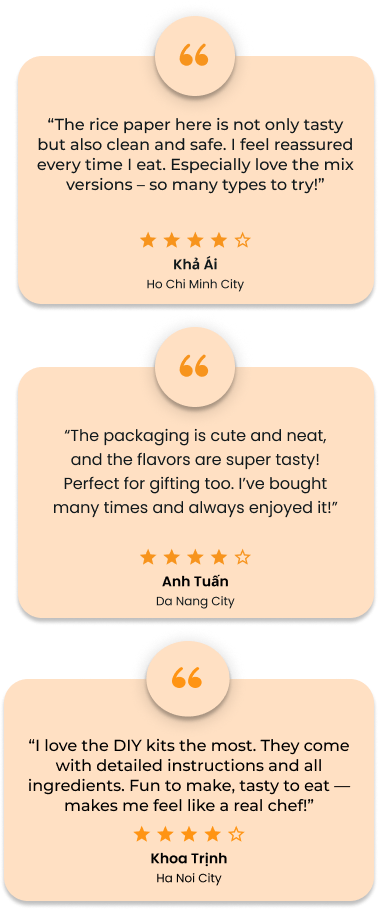 “The rice paper here is not only tasty
but also clean and safe. I feel reassured
every time I eat. Especially love the mix
versions – so many types to try!”
Khả Ái
Ho Chi Minh City
“The packaging is cute and neat,
and the flavors are super tasty!
Perfect for gifting too. I’ve bought
many times and always enjoyed it!”
Anh Tuấn
Da Nang City
“I love the DIY kits the most. They come
with detailed instructions and all
ingredients. Fun to make, tasty to eat —
makes me feel like a real chef!”
Khoa Trịnh
Ha Noi City